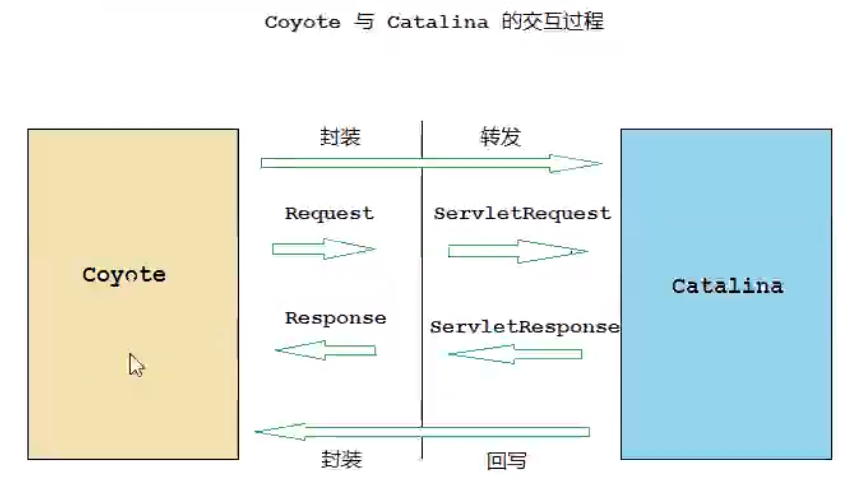 Coyote 与 Catalina 的交互过程
封装 转发
Request ServletRequest
Coyote
Catalina
Response ServletResponse
封装 回写